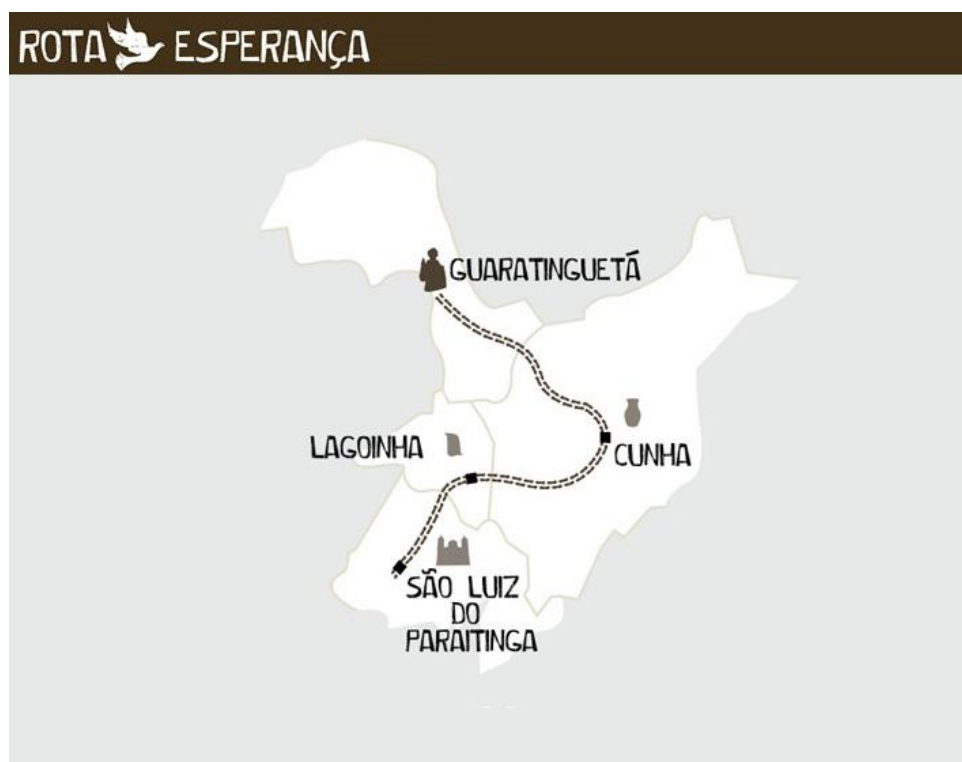 ROTA ESPERANÇA
GUARATINGUETÁ
LAGOINHA
CUNHA
SÃO LUIZ
DO
PARAITINGA